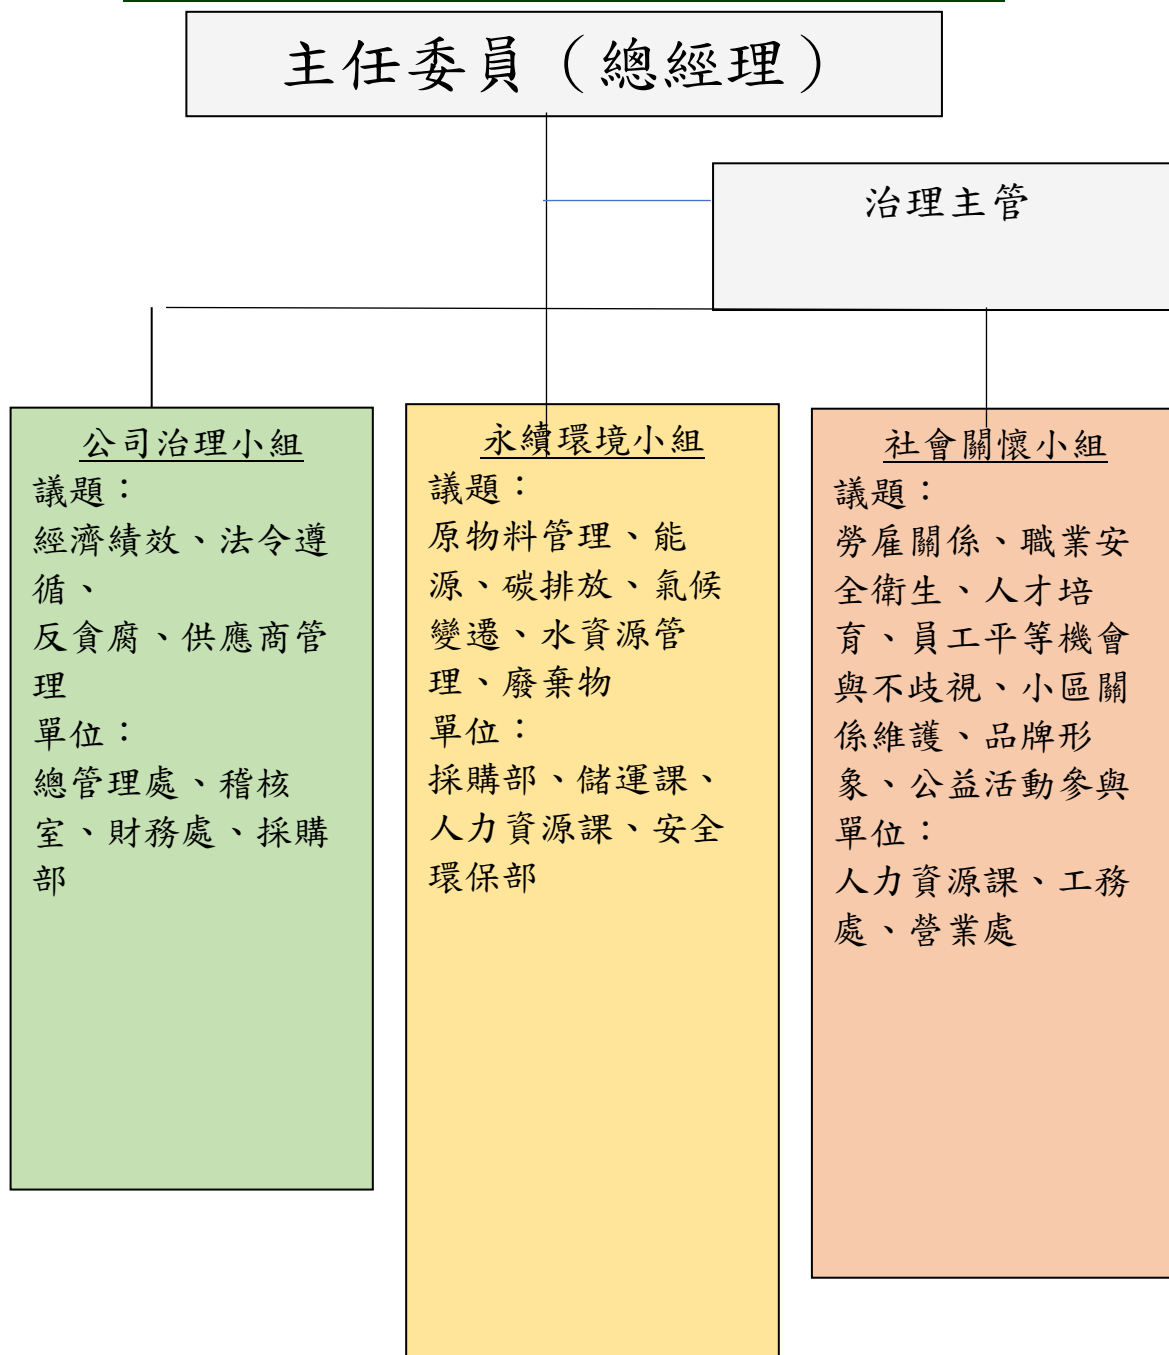 主任委員（總經理）
治理主管
公司治理小組
議題：
經濟績效、法令遵
循、
反貪腐、供應商管
理
單位：
總管理處、稽核
室、財務處、採購
部
永續環境小組
議題：
原物料管理、能
源、碳排放、氣候
變遷、水資源管
理、廢棄物
單位：
採購部、儲運課、
人力資源課、安全
環保部
社會關懷小組
議題：
勞雇關係、職業安
全衛生、人才培
育、員工平等機會
與不歧視、小區關
係維護、品牌形
象、公益活動參與
單位：
人力資源課、工務
處、營業處